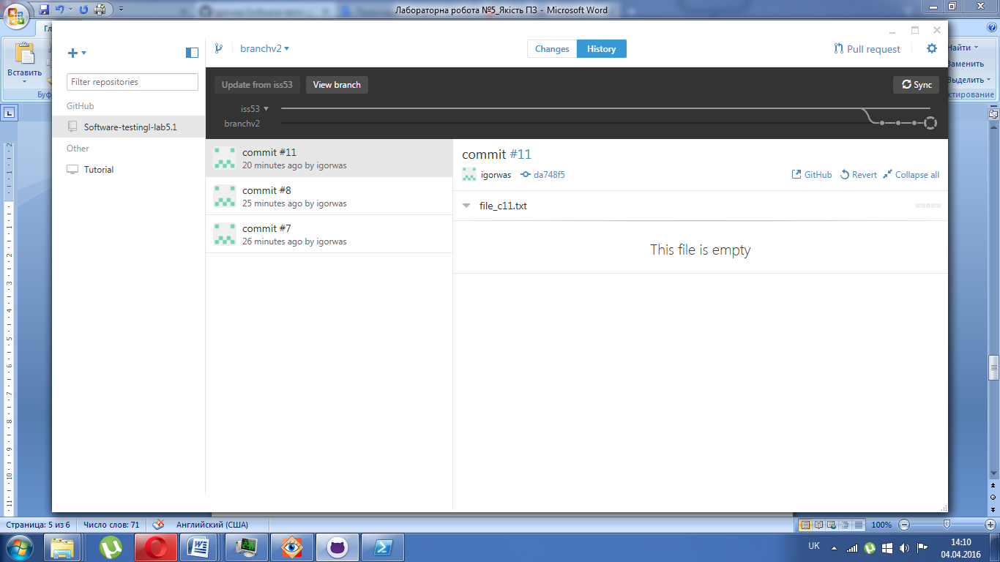 Лабораторна робота №5_Якість ПЗ - Microsoft Word
Вставить
Найти
Заменить
Выделить
branchv2
Changes
History
Pull request
Filter repositories
GitHub
Software-testingI-lab5.1
Other
Tutorial
Update from iss53
View branch
Sync
iss53
branchv2
commit #11
20 minutes ago by igorwas
commit #8
25 minutes ago by igorwas
commit #7
26 minutes ago by igorwas
commit #11
igorwas
da748f5
GitHub
Revert
Collapse all
file_c11.txt
This file is empty
Страница: 5 из 6
Число слов: 71
Английский (США)
100%
UK
14:10
04.04.2016